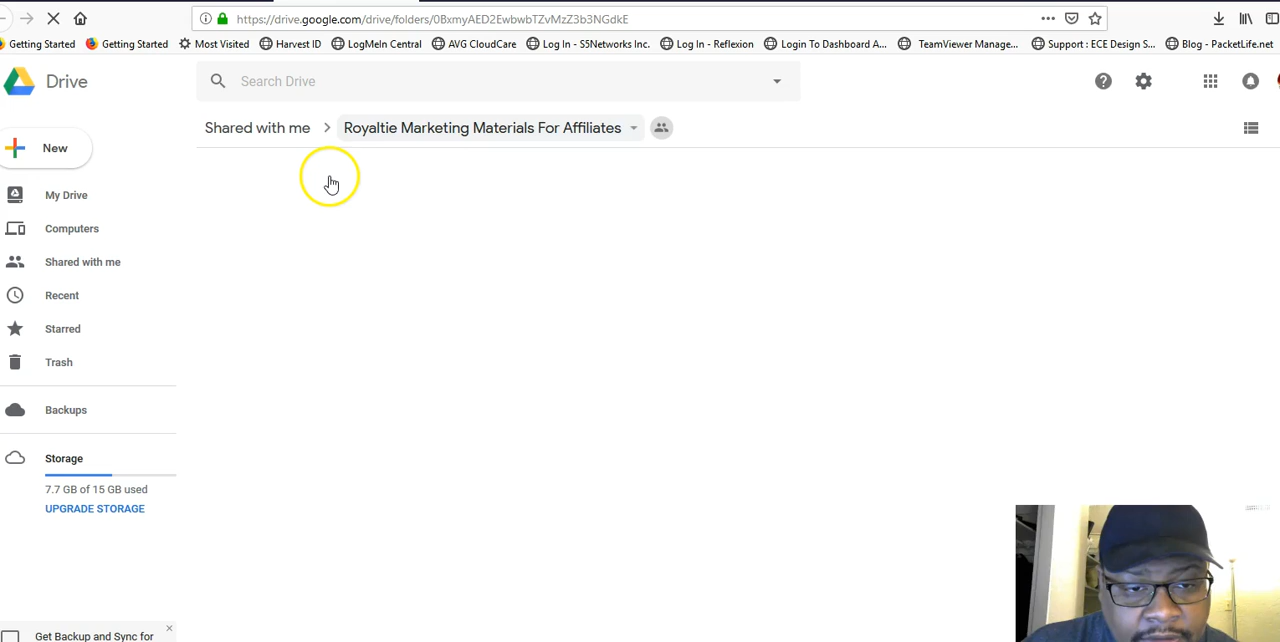 https://drive.google.com/drive/folders/0BxmyAED2EwbwbTZvMzZ3b3NGdkE
Getting Started Getting Started Most Visited Harvest ID LogMeIn Central AVG CloudCare Log In - S5Networks Inc. Log In - Reflexion Login To Dashboard A... TeamViewer Manage... Support : ECE Design S... Blog - PacketLife.net
Drive
Search Drive
Shared with me > Royaltie Marketing Materials For Affiliates
New
My Drive
Computers
Shared with me
Recent
Starred
Trash
Backups
Storage
7.7 GB of 15 GB used
UPGRADE STORAGE
Get Backup and Sync for